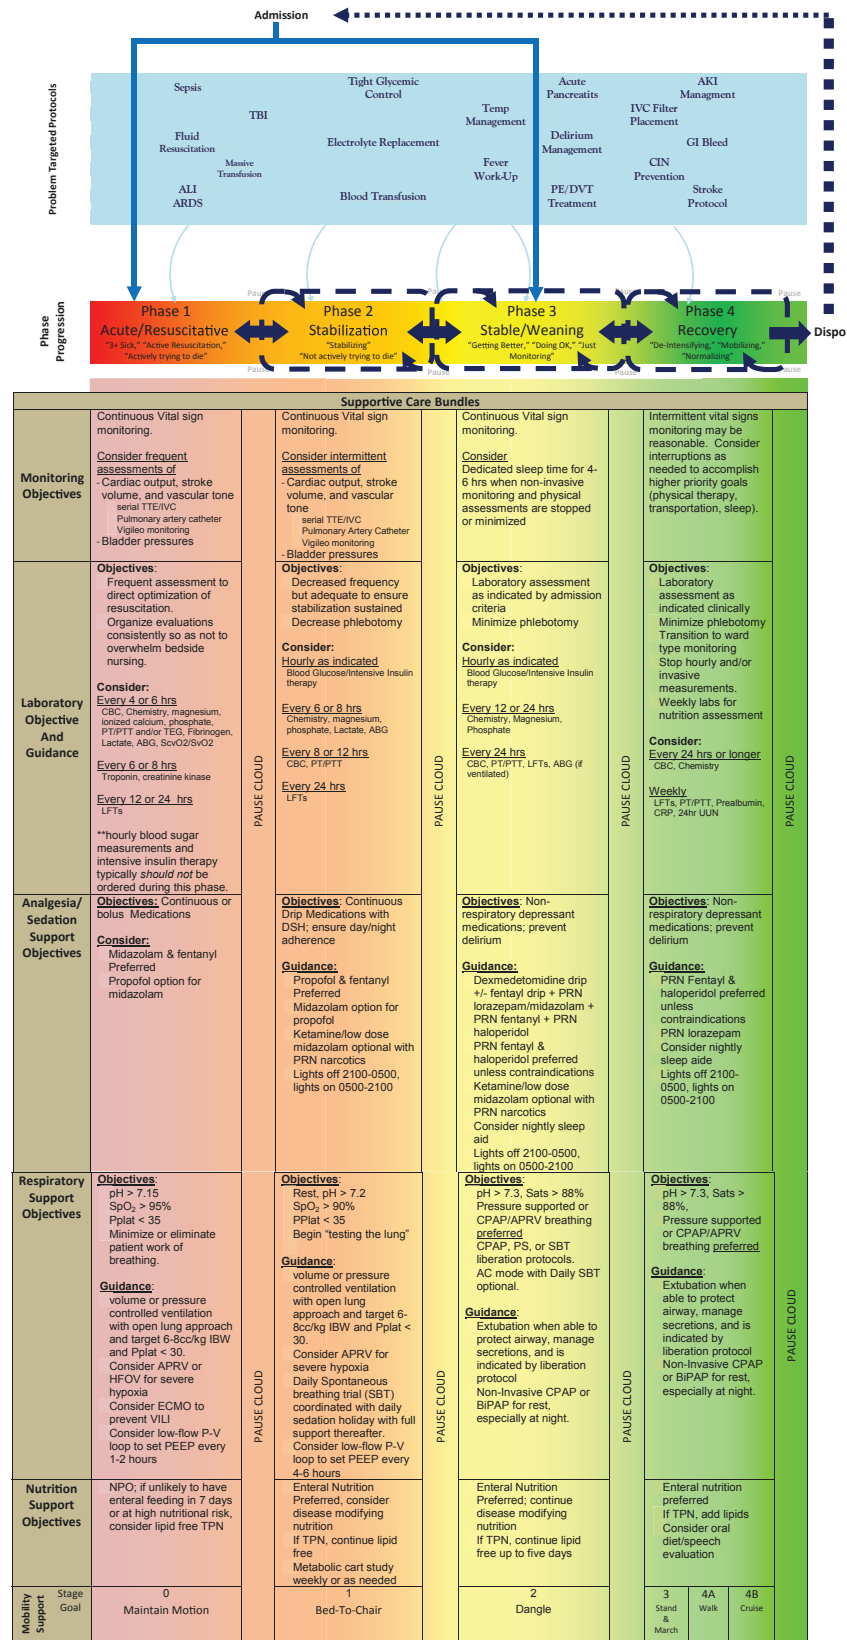 Admission
Problem Targeted Protocols
Sepsis
TBI
Fluid
Resuscitation
Massive
Transfusion
ALI
ARDS
Tight Glycemic
Control
Electrolyte Replacement
Blood Transfusion
Temp
Management
Fever
Work-Up
Acute
Pancreatits
Delirium
Management
PE/DVT
Treatment
IVC Filter
Placement
CIN
Prevention
AKI
Managment
GI Bleed
Stroke
Protocol
Pause
Pause
Pause
Pause
Phase
Progression
Phase 1
Acute/Resuscitative
"3+ Sick," "Active Resuscitation,"
"Actively trying to die"
Phase 2
Stabilization
"Stabilizing"
"Not actively trying to die"
Phase 3
Stable/Weaning
"Getting Better," "Doing OK," "Just
Monitoring"
Phase 4
Recovery
"De-Intensifying," "Mobilizing,"
"Normalizing"
Dispo
Pause
Pause
Pause
Pause
Supportive Care Bundles
Monitoring
Objectives
Continuous Vital sign
monitoring.
Consider frequent
assessments of
- Cardiac output, stroke
volume, and vascular tone
serial TTE/IVC
Pulmonary artery catheter
Vigileo monitoring
- Bladder pressures
Continuous Vital sign
monitoring.
Consider intermittent
assessments of
- Cardiac output, stroke
volume, and vascular
tone
serial TTE/IVC
Pulmonary Artery Catheter
Vigileo monitoring
- Bladder pressures
Continuous Vital sign
monitoring.
Consider
Dedicated sleep time for 4-
6 hrs when non-invasive
monitoring and physical
assessments are stopped
or minimized
Intermittent vital signs
monitoring may be
reasonable. Consider
interruptions as
needed to accomplish
higher priority goals
(physical therapy,
transportation, sleep).
Laboratory
Objective
And
Guidance
Objectives:
Frequent assessment to
direct optimization of
resuscitation.
Organize evaluations
consistently so as not to
overwhelm bedside
nursing.
Consider:
Every 4 or 6 hrs
CBC, Chemistry, magnesium,
ionized calcium, phosphate,
PT/PTT and/or TEG, Fibrinogen,
Lactate, ABG, ScvO2/SvO2
Every 6 or 8 hrs
Troponin, creatinine kinase
Every 12 or 24 hrs
LFTs
**hourly blood sugar
measurements and
intensive insulin therapy
typically should not be
ordered during this phase.
PAUSE CLOUD
Objectives:
Decreased frequency
but adequate to ensure
stabilization sustained
Decrease phlebotomy
Consider:
Hourly as indicated
Blood Glucose/Intensive Insulin
therapy
Every 6 or 8 hrs
Chemistry, magnesium,
phosphate, Lactate, ABG
Every 8 or 12 hrs
CBC, PT/PTT
Every 24 hrs
LFTs
PAUSE CLOUD
Objectives:
Laboratory assessment
as indicated by admission
criteria
Minimize phlebotomy
Consider:
Hourly as indicated
Blood Glucose/Intensive Insulin
therapy
Every 12 or 24 hrs
Chemistry, Magnesium,
Phosphate
Every 24 hrs
CBC, PT/PTT, LFTs, ABG (if
ventilated)
PAUSE CLOUD
Objectives:
Laboratory
assessment as
indicated clinically
Minimize phlebotomy
Transition to ward
type monitoring
Stop hourly and/or
invasive
measurements.
Weekly labs for
nutrition assessment
Consider:
Every 24 hrs or longer
CBC, Chemistry
Weekly
LFTs, PT/PTT, Prealbumin,
CRP, 24hr UUN
PAUSE CLOUD
Analgesia/
Sedation
Support
Objectives
Objectives: Continuous or
bolus Medications
Consider:
Midazolam & fentanyl
Preferred
Propofol option for
midazolam
Objectives: Continuous
Drip Medications with
DSH; ensure day/night
adherence
Guidance:
Propofol & fentanyl
Preferred
Midazolam option for
propofol
Ketamine/low dose
midazolam optional with
PRN narcotics
Lights off 2100-0500,
lights on 0500-2100
Objectives: Non-
respiratory depressant
medications; prevent
delirium
Guidance:
Dexmedetomidine drip
+/- fentayl drip + PRN
lorazepam/midazolam +
PRN fentanyl + PRN
haloperidol
PRN fentayl &
haloperidol preferred
unless contraindications
Ketamine/low dose
midazolam optional with
PRN narcotics
Consider nightly sleep
aid
Lights off 2100-0500,
lights on 0500-2100
Objectives: Non-
respiratory depressant
medications; prevent
delirium
Guidance:
PRN Fentayl &
haloperidol preferred
unless
contraindications
PRN lorazepam
Consider nightly
sleep aide
Lights off 2100-
0500, lights on
0500-2100
Respiratory
Support
Objectives
Objectives:
pH > 7.15
SpO₂ > 95%
Pplat < 35
Minimize or eliminate
patient work of
breathing.
Guidance:
volume or pressure
controlled ventilation
with open lung approach
and target 6-8cc/kg IBW
and Pplat < 30.
Consider APRV or
HFOV for severe
hypoxia
Consider ECMO to
prevent VILI
Consider low-flow P-V
loop to set PEEP every
1-2 hours
PAUSE CLOUD
Objectives:
Rest, pH > 7.2
SpO₂ > 90%
PPlat < 35
Begin "testing the lung"
Guidance:
volume or pressure
controlled ventilation
with open lung
approach and target 6-
8cc/kg IBW and Pplat <
30.
Consider APRV for
severe hypoxia
Daily Spontaneous
breathing trial (SBT)
coordinated with daily
sedation holiday with full
support thereafter.
Consider low-flow P-V
loop to set PEEP every
4-6 hours
PAUSE CLOUD
Objectives:
pH > 7.3, Sats > 88%
Pressure supported or
CPAP/APRV breathing
preferred
CPAP, PS, or SBT
liberation protocols.
AC mode with Daily SBT
optional.
Guidance:
Extubation when able to
protect airway, manage
secretions, and is
indicated by liberation
protocol
Non-Invasive CPAP or
BiPAP for rest,
especially at night.
PAUSE CLOUD
Objectives:
pH > 7.3, Sats >
88%,
Pressure supported
or CPAP/APRV
breathing preferred
Guidance:
Extubation when
able to protect
airway, manage
secretions, and is
indicated by
liberation protocol
Non-Invasive CPAP
or BiPAP for rest,
especially at night.
PAUSE CLOUD
Nutrition
Support
Objectives
NPO; if unlikely to have
enteral feeding in 7 days
or at high nutritional risk,
consider lipid free TPN
Enteral Nutrition
Preferred, consider
disease modifying
nutrition
If TPN, continue lipid
free
Metabolic cart study
weekly or as needed
Enteral Nutrition
Preferred; continue
disease modifying
nutrition
If TPN, continue lipid
free up to five days
Enteral nutrition
preferred
If TPN, add lipids
Consider oral
diet/speech
evaluation
Mobility
Support
Stage
Goal
0
Maintain Motion
1
Bed-To-Chair
2
Dangle
3
Stand
&
March
4A
Walk
4B
Cruise